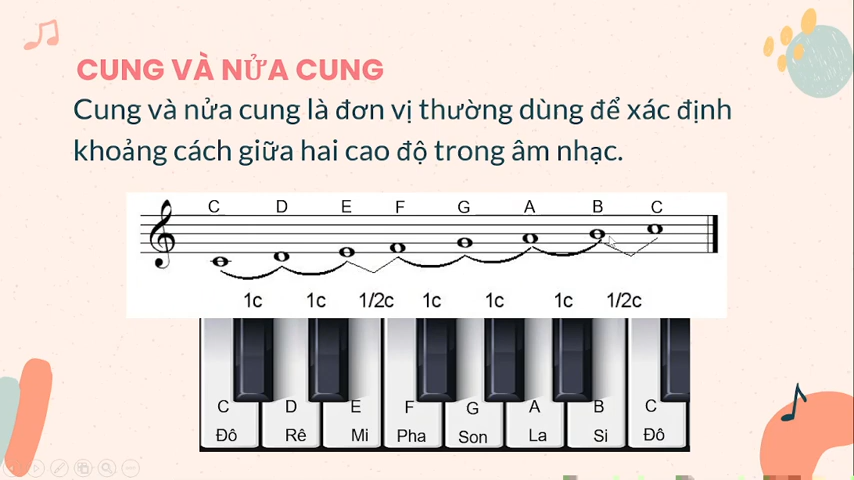 CUNG VÀ NỬA CUNG
Cung và nửa cung là đơn vị thường dùng để xác định
khoảng cách giữa hai cao độ trong âm nhạc.
C D E F G A B C
1c 1c 1/2c 1c 1c 1c 1/2c
C D E F G A B C
Đô Rê Mi Pha Son La Si Đô